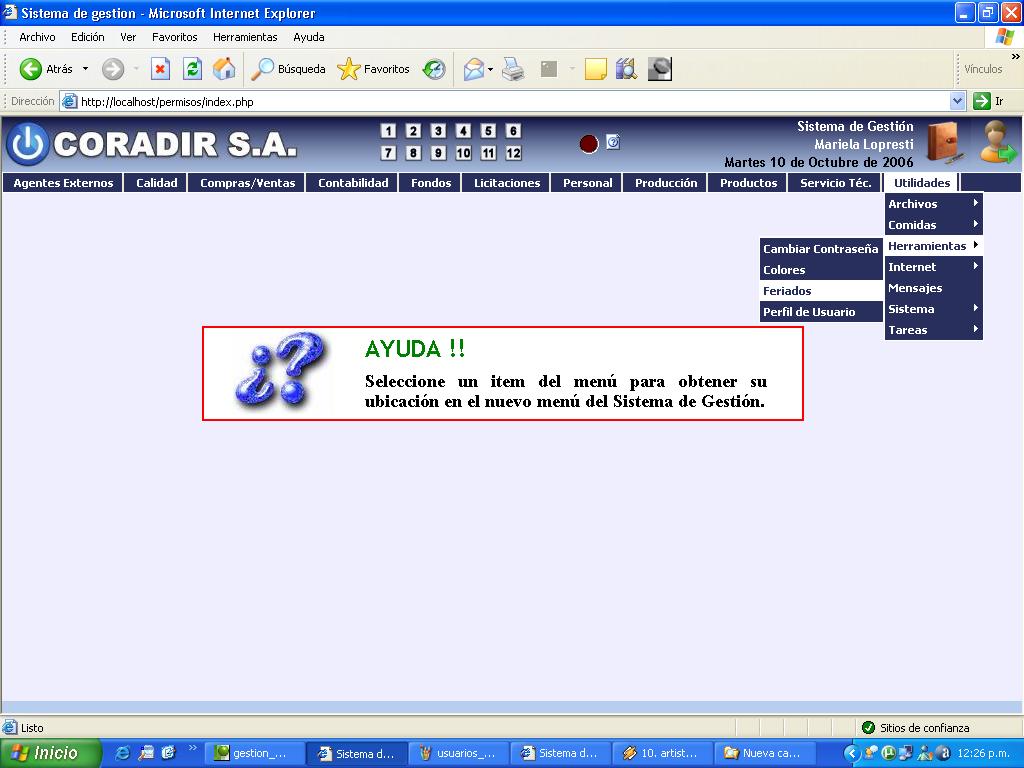 Sistema de gestion - Microsoft Internet Explorer
Archivo Edición Ver Favoritos Herramientas Ayuda
Atrás Búsqueda Favoritos Vínculos »
Dirección http://localhost/permisos/index.php Ir
CORADIR S.A.
1 2 3 4 5 6
7 8 9 10 11 12
Sistema de Gestión
Mariela Lopresti
Martes 10 de Octubre de 2006
Agentes Externos Calidad Compras/Ventas Contabilidad Fondos Licitaciones Personal Producción Productos Servicio Téc. Utilidades
Archivos
Comidas
Herramientas
Internet
Mensajes
Sistema
Tareas
Cambiar Contraseña
Colores
Feriados
Perfil de Usuario
¿?
AYUDA !!
Seleccione un item del menú para obtener su
ubicación en el nuevo menú del Sistema de Gestión.
Listo Sitios de confianza
Inicio » gestion_... Sistema d... usuarios_... Sistema d... 10. artist... Nueva ca... 12:26 p.m.